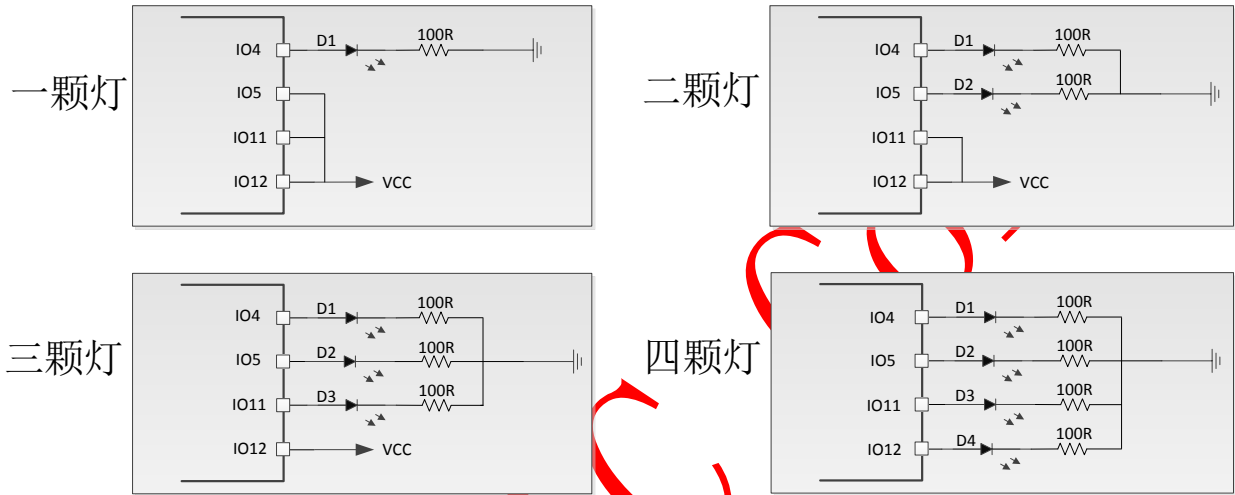 一颗灯
IO4
D1
100R
IO5
IO11
IO12
VCC
二颗灯
IO4
D1
100R
IO5
D2
100R
IO11
IO12
VCC
三颗灯
IO4
D1
100R
IO5
D2
100R
IO11
D3
100R
IO12
VCC
四颗灯
IO4
D1
100R
IO5
D2
100R
IO11
D3
100R
IO12
D4
100R